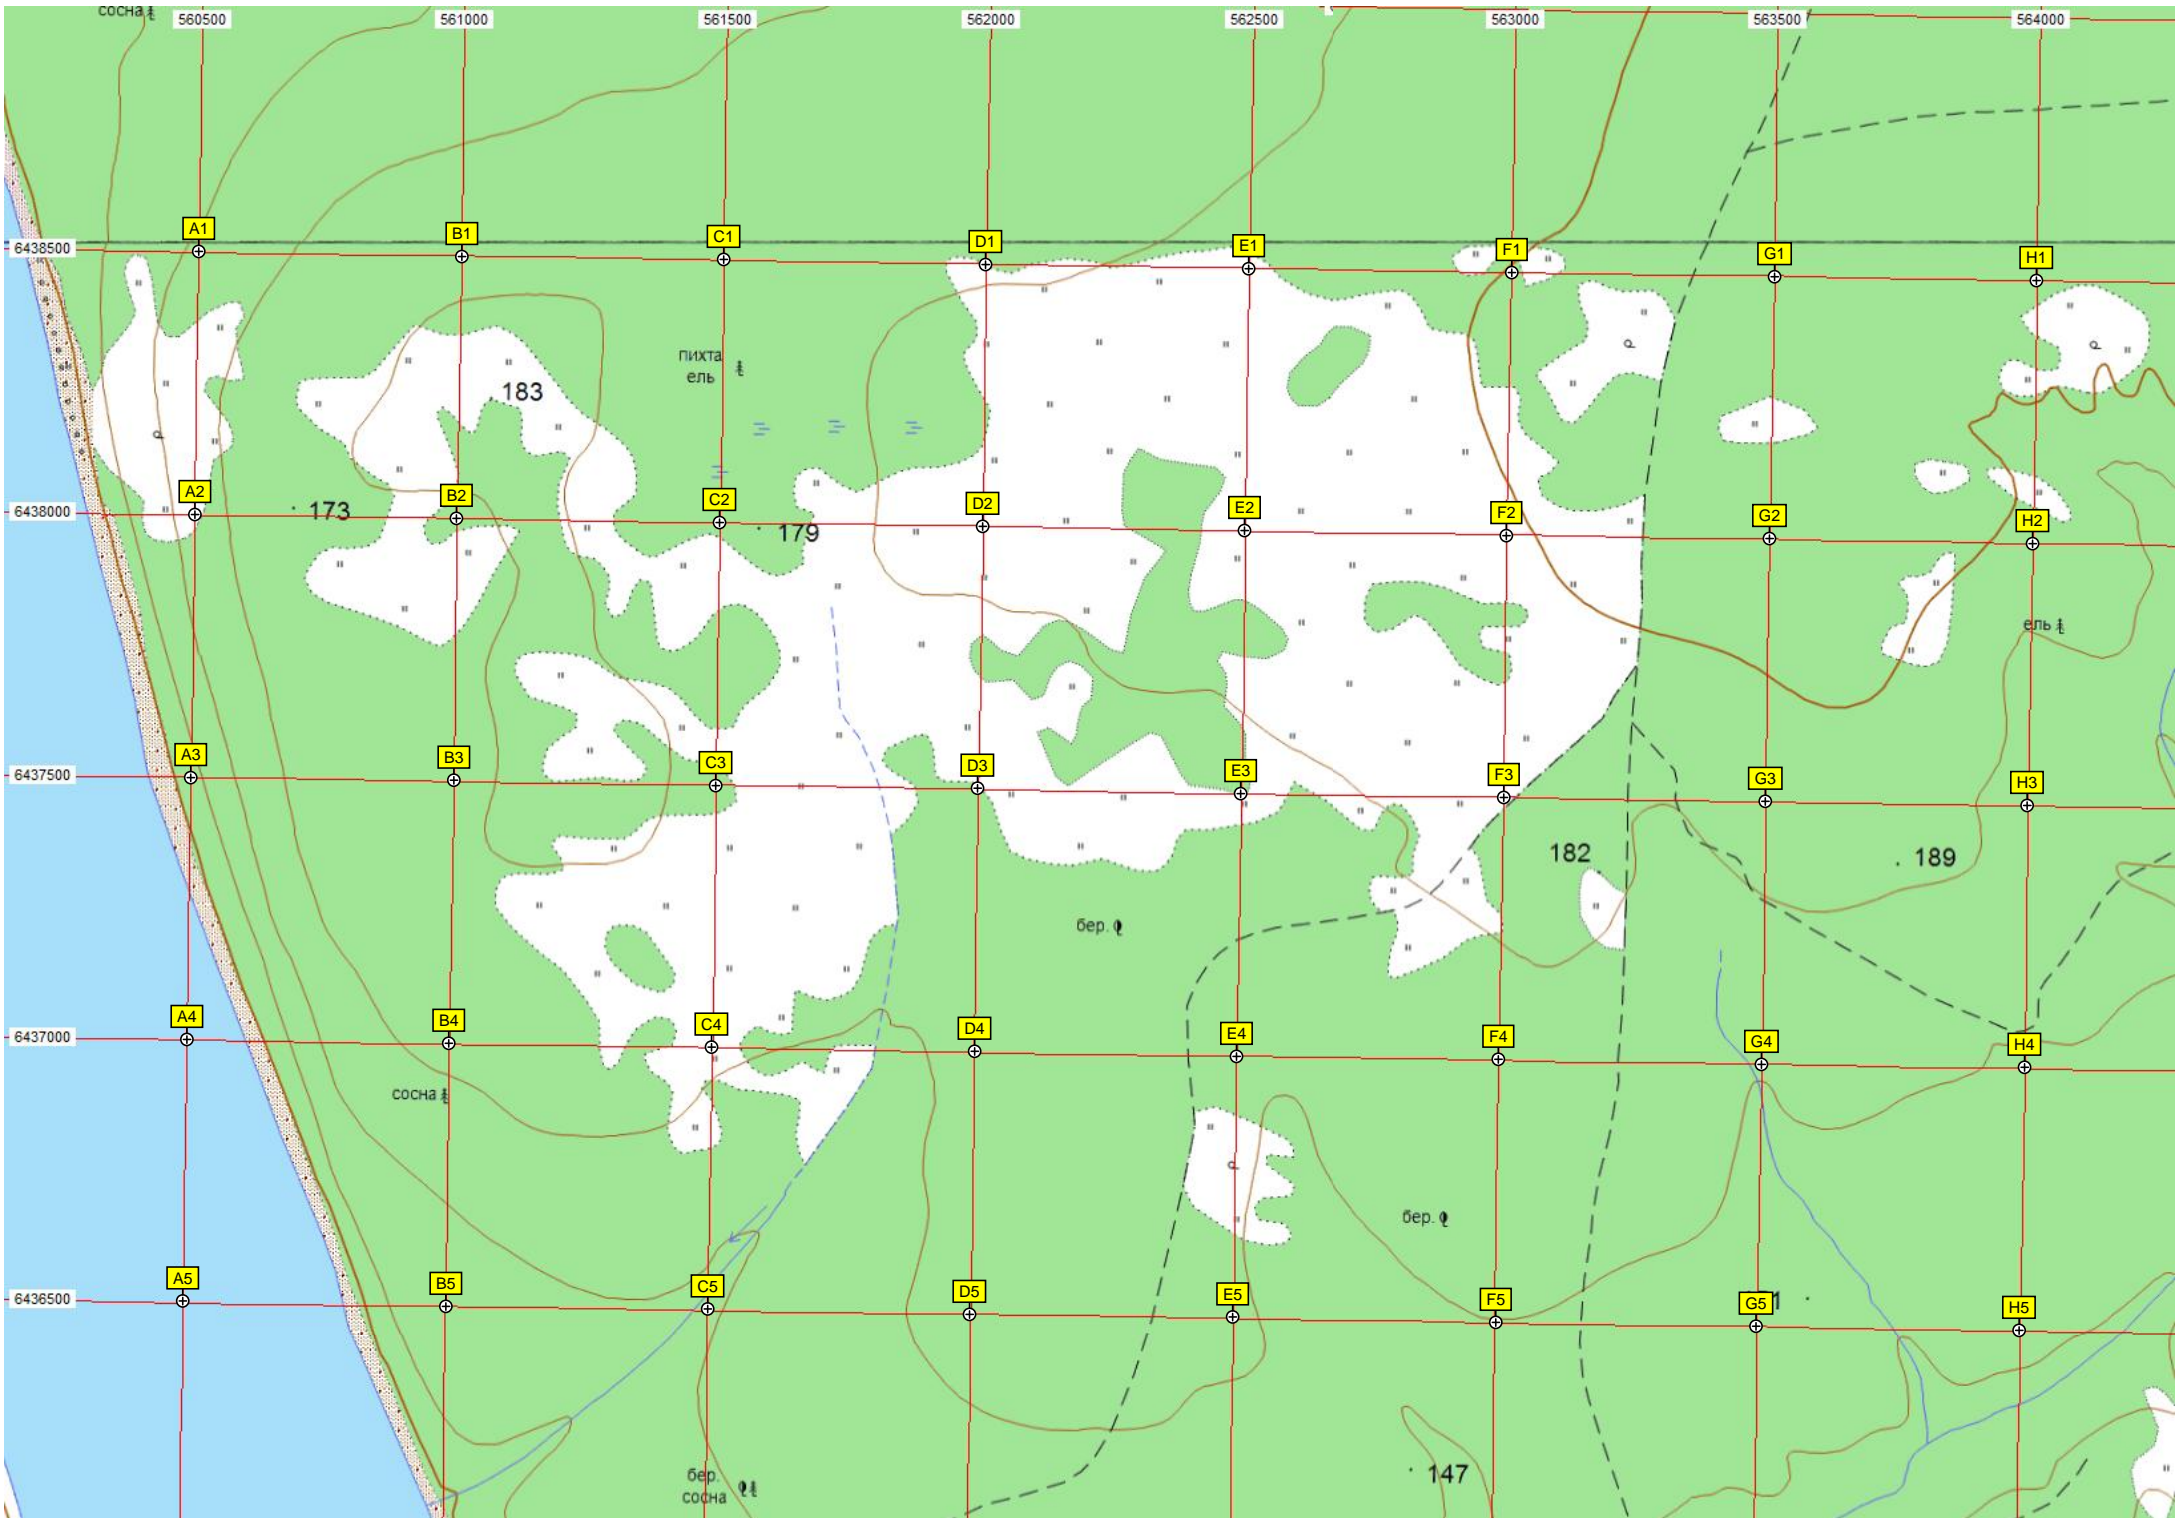 сосна
560500 561000 561500 562000 562500 563000 563500 564000
6438500 A1 B1 C1 D1 E1 F1 G1 H1
пихта
ель
183
6438000 A2 173 B2 C2 179 D2 E2 F2 G2 H2
ель
6437500 A3 B3 C3 D3 E3 F3 G3 H3
182 189
бер.
6437000 A4 B4 C4 D4 E4 F4 G4 H4
сосна
бер.
6436500 A5 B5 C5 D5 E5 F5 G5 H5
147
бер.
сосна